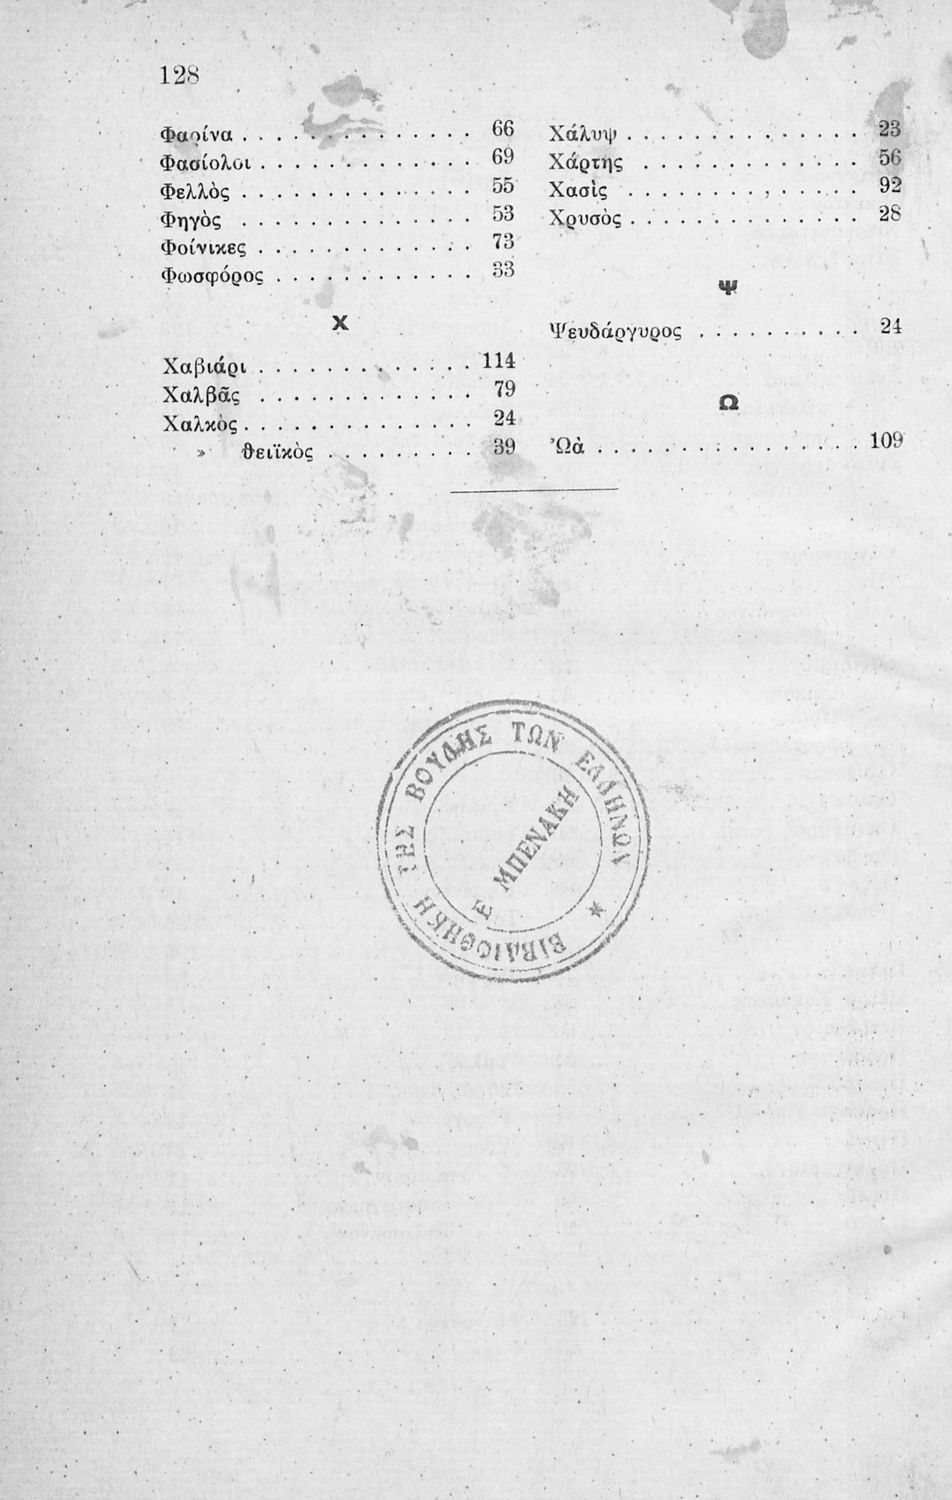 128
Φαρίνα . . . . . . . . . . . . . 66
Φασίολοι . . . . . . . . . . . . 69
Φελλὸς . . . . . . . . . . . . . 55
Φηγὸς . . . . . . . . . . . . . 53
Φοίνικες . . . . . . . . . . . . 73
Φωσφόρος . . . . . . . . . . . 33
Χ
Χαβιάρι . . . . . . . . . . . . 114
Χαλβᾶς . . . . . . . . . . . . 79
Χαλκὸς . . . . . . . . . . . . . 24
» θειϊκὸς . . . . . . . . . 39
Χάλυψ . . . . . . . . . . . . . 23
Χάρτης . . . . . . . . . . . . 56
Χασὶς . . . . . . . . . . . . . 92
Χρυσὸς . . . . . . . . . . . . . 28
Ψ
Ψευδάργυρος . . . . . . . . . 24
Ω
Ὠὰ . . . . . . . . . . . . . . . 109
ΒΙΒΛΙΟΘΗΚΗ ΤΗΣ ΒΟΥΛΗΣ ΤΩΝ ΕΛΛΗΝΩΝ
Ε ΜΠΕΝΑΚΗ